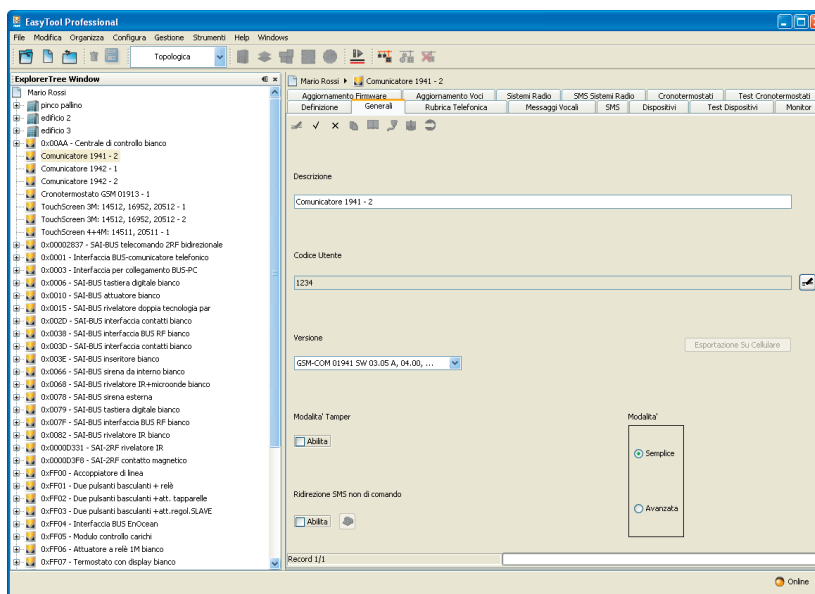 EasyTool Professional
File Modifica Organizza Configura Gestione Strumenti Help Windows
Topologica
ExplorerTree Window
Mario Rossi
pinco pallino
edificio 2
edificio 3
0x00AA - Centrale di controllo bianco
Comunicatore 1941 - 2
Comunicatore 1942 - 1
Comunicatore 1942 - 2
Cronotermostato GSM 01913 - 1
TouchScreen 3M: 14512, 16952, 20512 - 1
TouchScreen 3M: 14512, 16952, 20512 - 2
TouchScreen 4+4M: 14511, 20511 - 1
0x00002837 - SAI-BUS telecomando 2RF bidirezionale
0x0001 - Interfaccia BUS-comunicatore telefonico
0x0003 - Interfaccia per collegamento BUS-PC
0x0006 - SAI-BUS tastiera digitale bianco
0x0010 - SAI-BUS attuatore bianco
0x0015 - SAI-BUS rivelatore doppia tecnologia par
0x002D - SAI-BUS interfaccia contatti bianco
0x0038 - SAI-BUS interfaccia BUS RF bianco
0x003D - SAI-BUS interfaccia contatti bianco
0x003E - SAI-BUS inseritore bianco
0x0066 - SAI-BUS sirena da interno bianco
0x0068 - SAI-BUS rivelatore IR+microonde bianco
0x0078 - SAI-BUS sirena esterna
0x0079 - SAI-BUS tastiera digitale bianco
0x007F - SAI-BUS interfaccia BUS RF bianco
0x0082 - SAI-BUS rivelatore IR bianco
0x0000D331 - SAI-2RF rivelatore IR
0x0000D3F8 - SAI-2RF contatto magnetico
0xFF00 - Accoppiatore di linea
0xFF01 - Due pulsanti basculanti + relè
0xFF02 - Due pulsanti basculanti +att. tapparelle
0xFF03 - Due pulsanti basculanti +att.regol.SLAVE
0xFF04 - Interfaccia BUS EnOcean
0xFF05 - Modulo controllo carichi
0xFF06 - Attuatore a relè 1M bianco
0xFF07 - Termostato con display bianco
Mario Rossi Comunicatore 1941 - 2
Aggiornamento Firmware Aggiornamento Voci Sistemi Radio SMS Sistemi Radio Cronotermostati Test Cronotermostati
Definizione Generali Rubrica Telefonica Messaggi Vocali SMS Dispositivi Test Dispositivi Monitor
Descrizione
Comunicatore 1941 - 2
Codice Utente
1234
Versione
Esportazione Su Cellulare
GSM-COM 01941 SW 03.05 A, 04.00, ...
Modalita' Tamper
Modalita'
Abilita
Semplice
Ridirezione SMS non di comando
Avanzata
Abilita
Record 1/1
Online